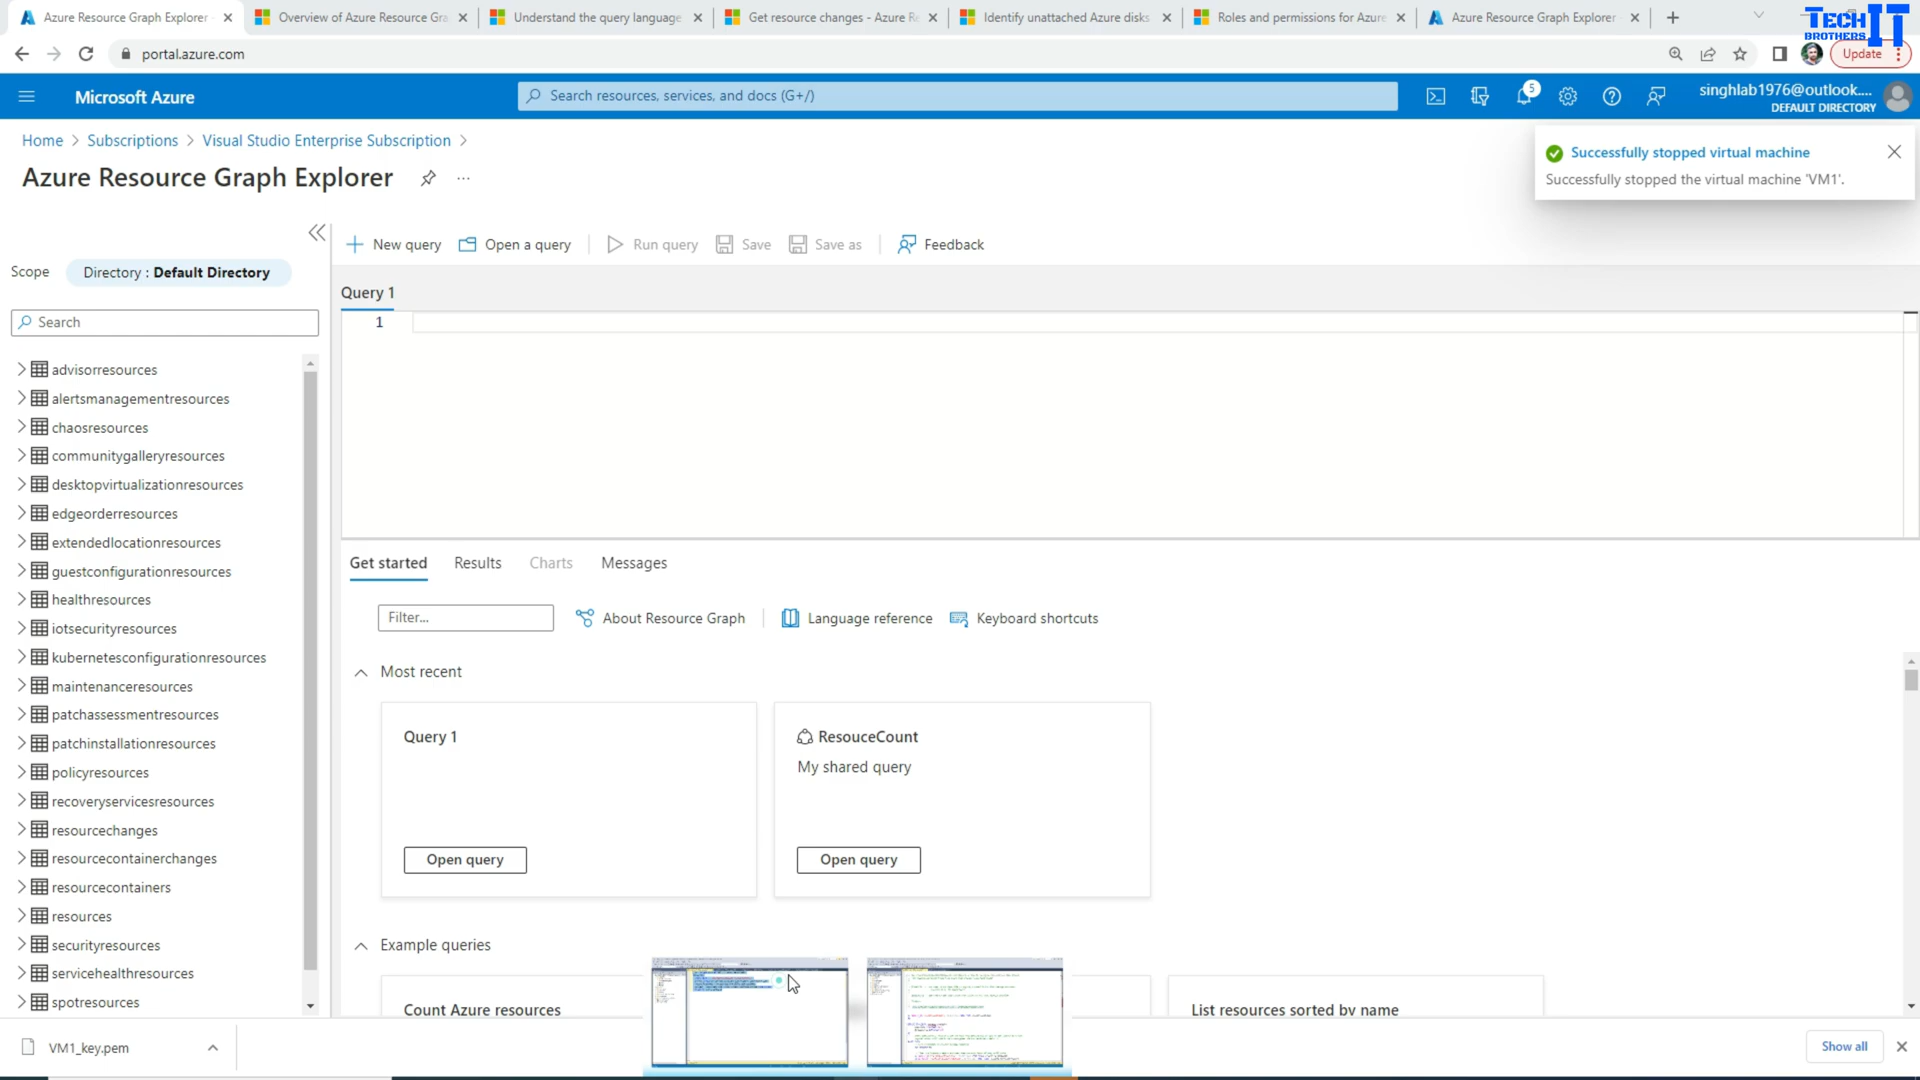 Azure Resource Graph Explorer
Overview of Azure Resource Gra
Understand the query language
Get resource changes - Azure Re
Identify unattached Azure disks
Roles and permissions for Azure
Azure Resource Graph Explorer
TECH IT
BROTHERS
portal.azure.com
Update
Microsoft Azure
Search resources, services, and docs (G+/)
5
singhlab1976@outlook....
DEFAULT DIRECTORY
Home > Subscriptions > Visual Studio Enterprise Subscription >
Azure Resource Graph Explorer
...
Successfully stopped virtual machine
Successfully stopped the virtual machine 'VM1'.
Scope
Directory : Default Directory
Search
advisorresources
alertsmanagementresources
chaosresources
communitygalleryresources
desktopvirtualizationresources
edgeorderresources
extendedlocationresources
guestconfigurationresources
healthresources
iotsecurityresources
kubernetesconfigurationresources
maintenanceresources
patchassessmentresources
patchinstallationresources
policyresources
recoveryservicesresources
resourcechanges
resourcecontainerchanges
resourcecontainers
resources
securityresources
servicehealthresources
spotresources
New query
Open a query
Run query
Save
Save as
Feedback
Query 1
1
Get started
Results
Charts
Messages
Filter...
About Resource Graph
Language reference
Keyboard shortcuts
Most recent
Query 1
Open query
ResouceCount
My shared query
Open query
Example queries
Count Azure resources
List resources sorted by name
VM1_key.pem
Show all